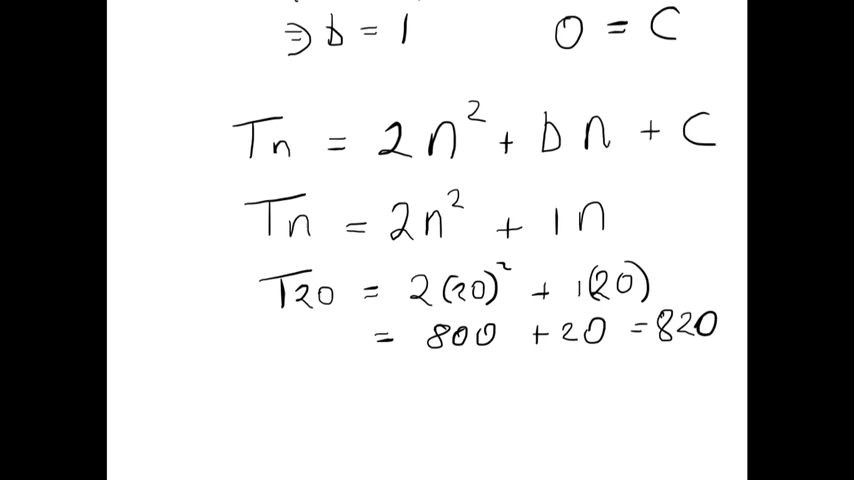 ⇒ b = 1 0 = C
Tn = 2n² + bn + C
Tn = 2n² + 1n
T20 = 2(20)² + 1(20)
= 800 + 20 = 820